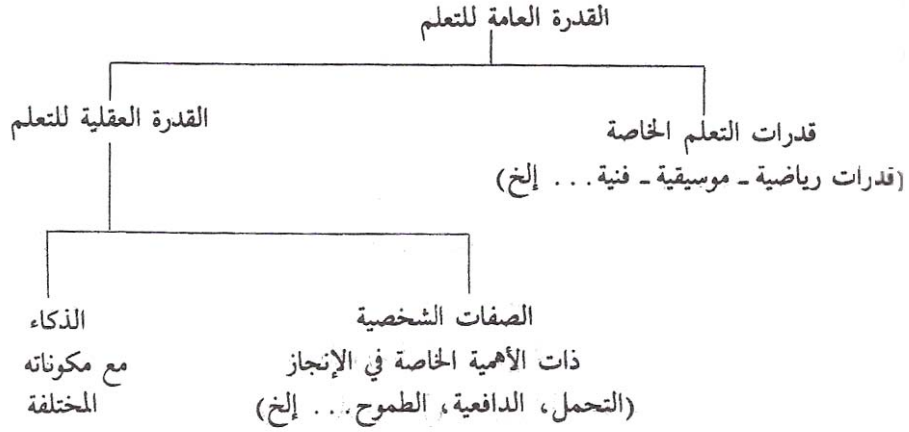 القدرة العامة للتعلم
قدرات التعلم الخاصة
(قدرات رياضية ـ موسيقية ـ فنية... إلخ)
القدرة العقلية للتعلم
الصفات الشخصية
ذات الأهمية الخاصة في الإنجاز
(التحمل، الدافعية، الطموح... إلخ)
الذكاء
مع مكوناته
المختلفة